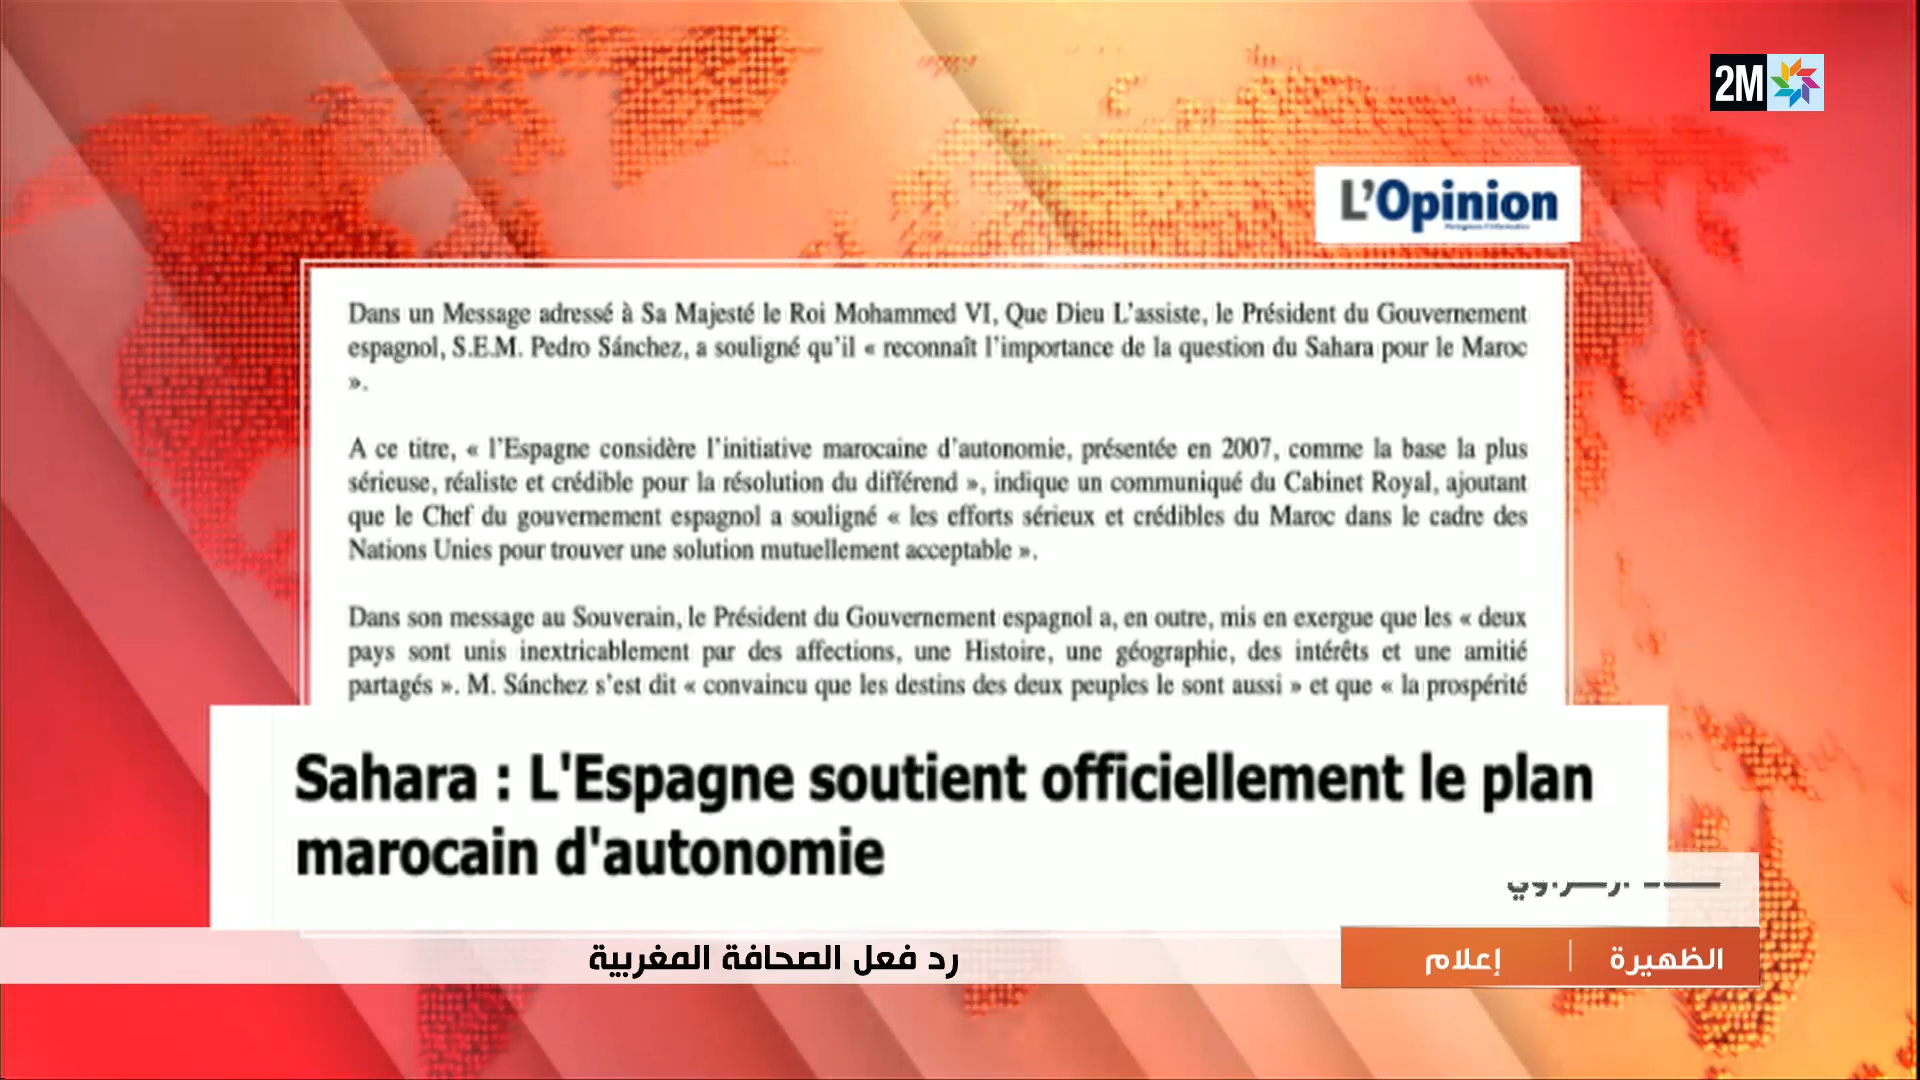 2M
L'Opinion
Dans un Message adressé à Sa Majesté le Roi Mohammed VI, Que Dieu L'assiste, le Président du Gouvernement
espagnol, S.E.M. Pedro Sánchez, a souligné qu'il « reconnaît l'importance de la question du Sahara pour le Maroc
».
A ce titre, « l'Espagne considère l'initiative marocaine d'autonomie, présentée en 2007, comme la base la plus
sérieuse, réaliste et crédible pour la résolution du différend », indique un communiqué du Cabinet Royal, ajoutant
que le Chef du gouvernement espagnol a souligné « les efforts sérieux et crédibles du Maroc dans le cadre des
Nations Unies pour trouver une solution mutuellement acceptable ».
Dans son message au Souverain, le Président du Gouvernement espagnol a, en outre, mis en exergue que les « deux
pays sont unis inextricablement par des affections, une Histoire, une géographie, des intérêts et une amitié
partagés ». M. Sánchez s'est dit « convaincu que les destins des deux peuples le sont aussi » et que « la prospérité
Sahara : L'Espagne soutient officiellement le plan
marocain d'autonomie
الظهيرة | إعلام
رد فعل الصحافة المغربية